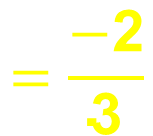 = −2/3